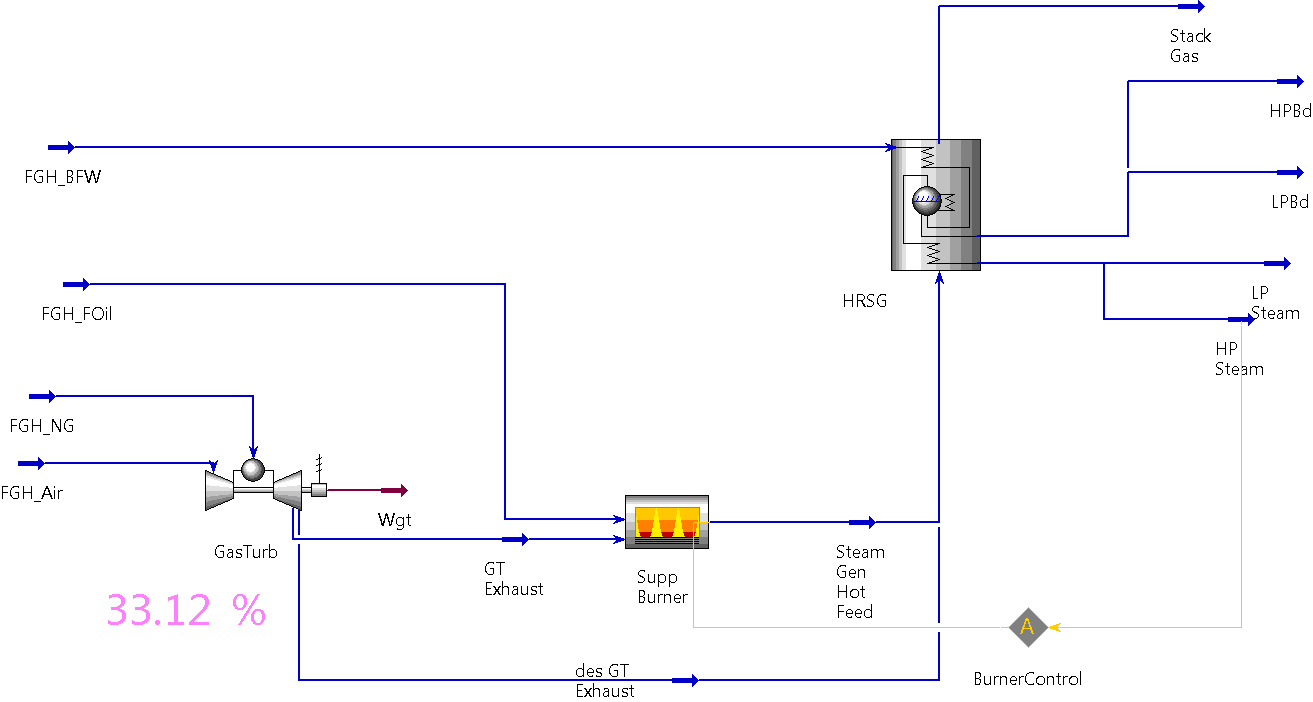 Stack
Gas
HPBd
FGH_BFW
LPBd
HRSG
LP
Steam
FGH_FOil
HP
Steam
FGH_NG
FGH_Air
Wgt
GasTurb
GT
Exhaust
Supp
Burner
Steam
Gen
Hot
Feed
33.12 %
A
BurnerControl
des GT
Exhaust